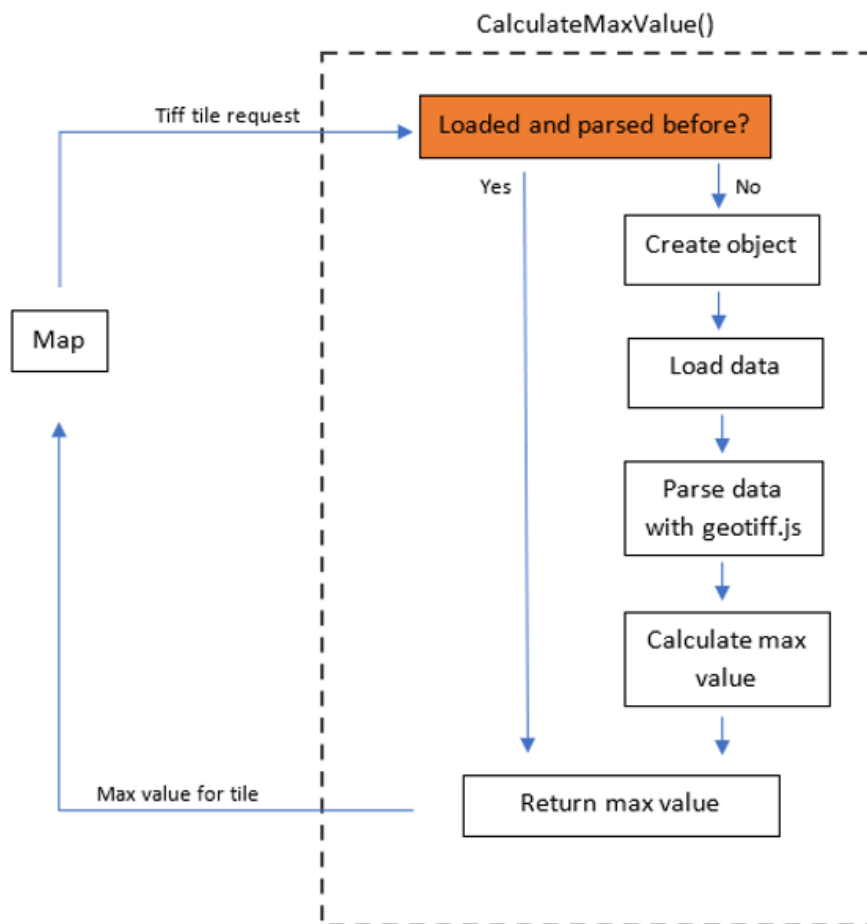 CalculateMaxValue()
Tiff tile request
Loaded and parsed before?
Yes
No
Create object
Map
Load data
Parse data
with geotiff.js
Calculate max
value
Max value for tile
Return max value